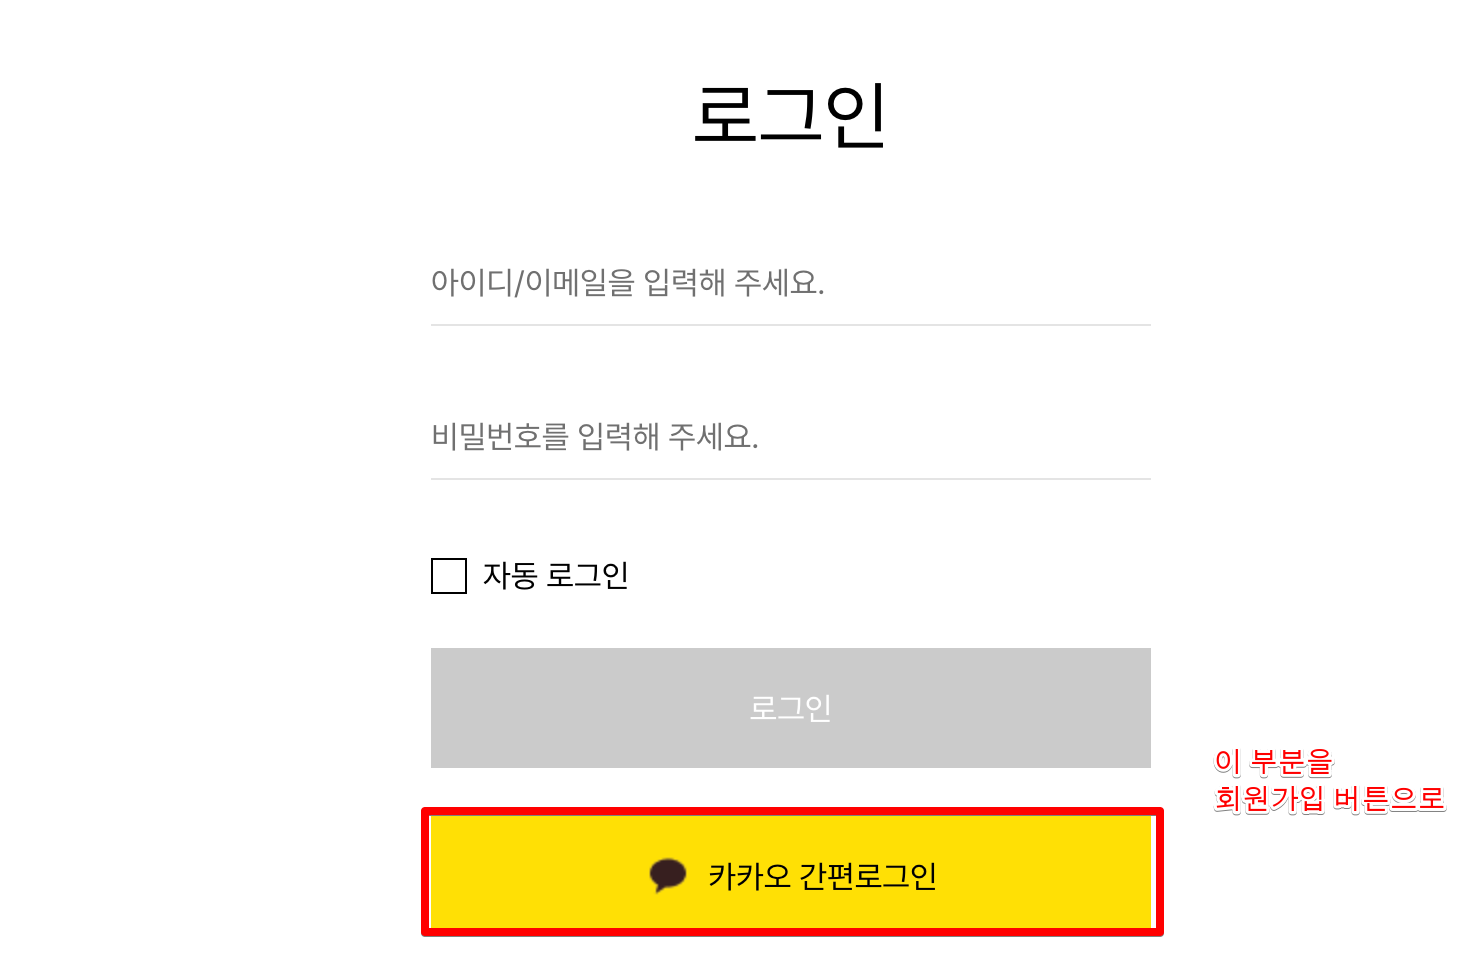 로그인
아이디/이메일을 입력해 주세요.
비밀번호를 입력해 주세요.
자동 로그인
로그인
이 부분을
회원가입 버튼으로
카카오 간편로그인